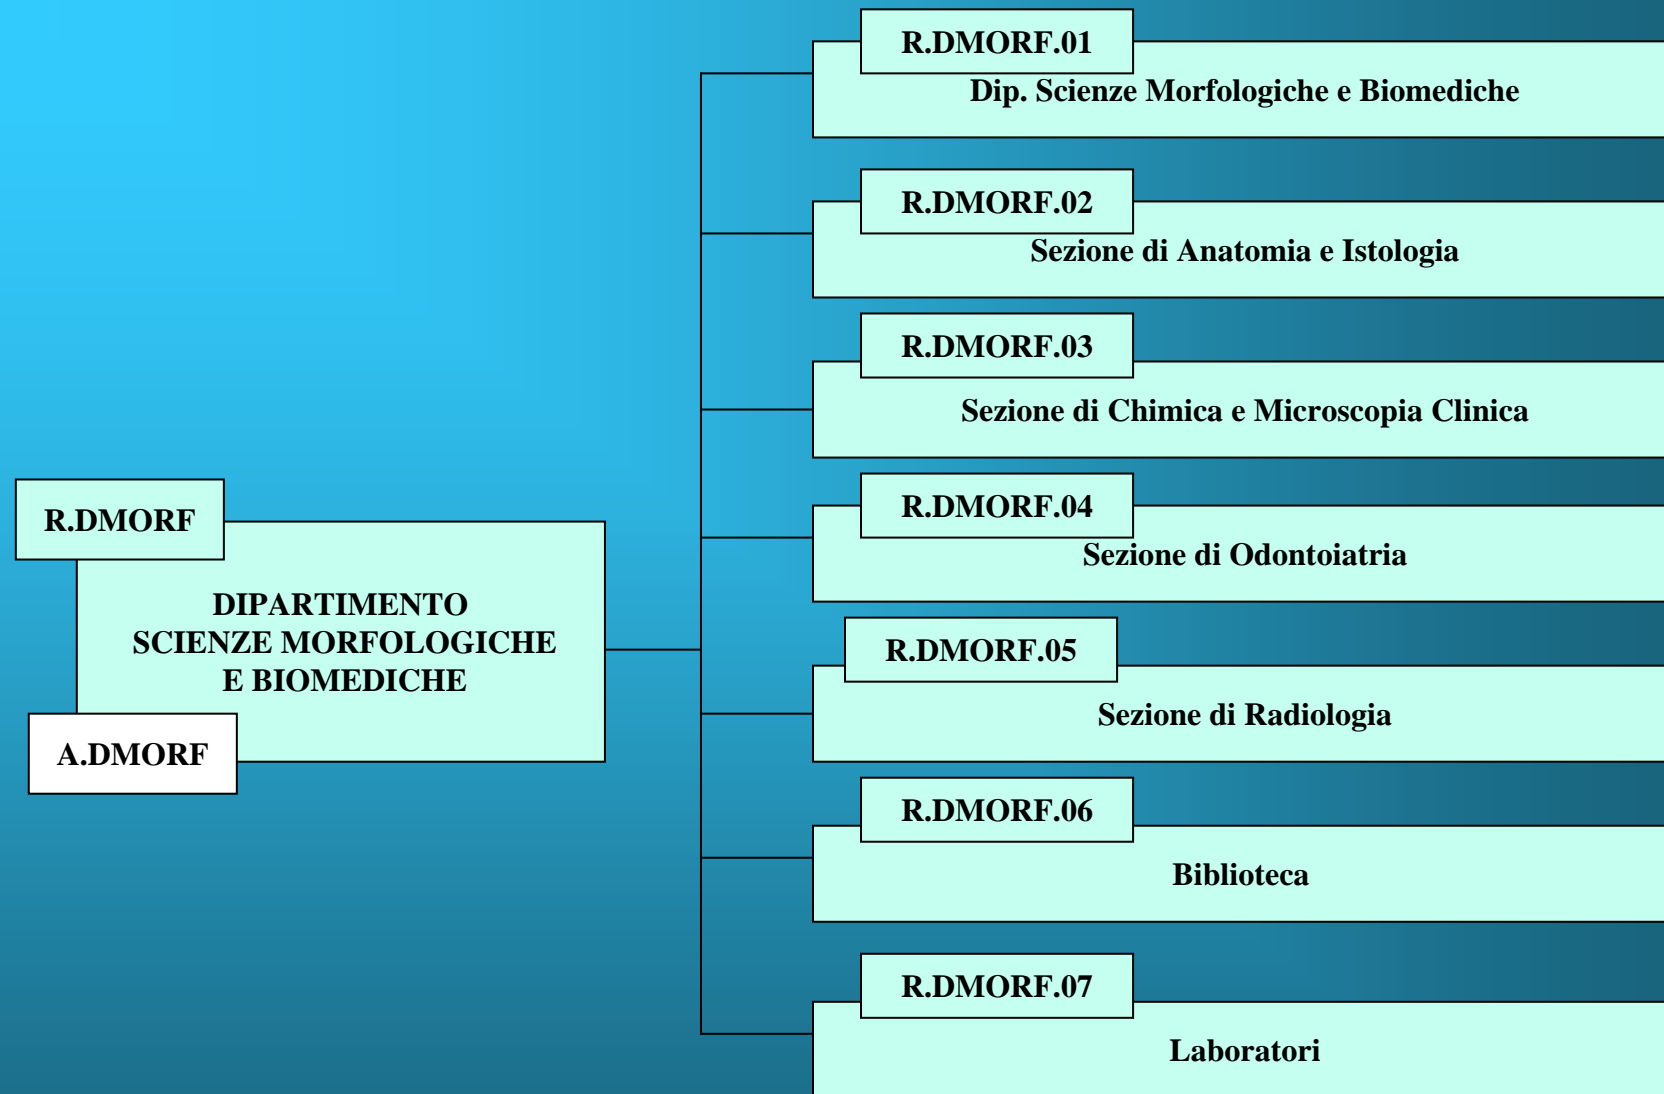 R.DMORF
DIPARTIMENTO
SCIENZE MORFOLOGICHE
E BIOMEDICHE
A.DMORF
R.DMORF.01
Dip. Scienze Morfologiche e Biomediche
R.DMORF.02
Sezione di Anatomia e Istologia
R.DMORF.03
Sezione di Chimica e Microscopia Clinica
R.DMORF.04
Sezione di Odontoiatria
R.DMORF.05
Sezione di Radiologia
R.DMORF.06
Biblioteca
R.DMORF.07
Laboratori